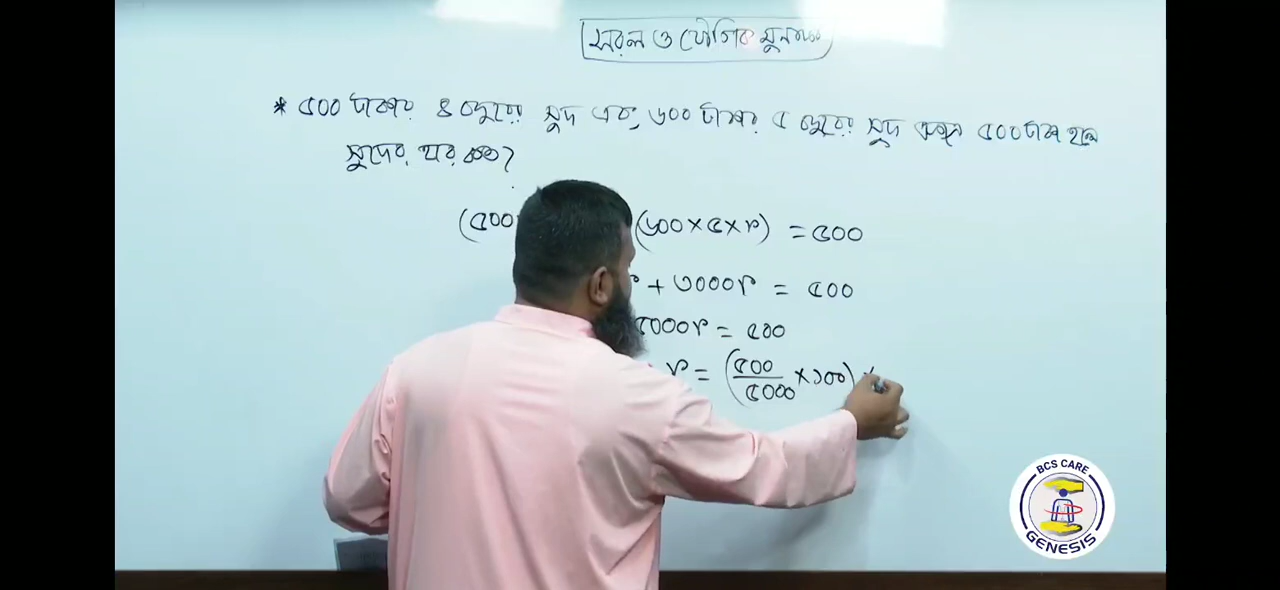 সরল ও যৌগিক মুনাফা
* ৫০০ টাকার ৪ বছরের সুদ এবং ৬০০ টাকার ৫ বছরের সুদ একত্রে ৫০০ টাকা হলে
সুদের হার কত?
(৫০০ (৬০০×৫×r) = ৫০০
r + ৩০০০r = ৫০০
৫০০০r = ৫০০
r = (৫০০/৫০০০ ×১০০)
BCS CARE
GENESIS